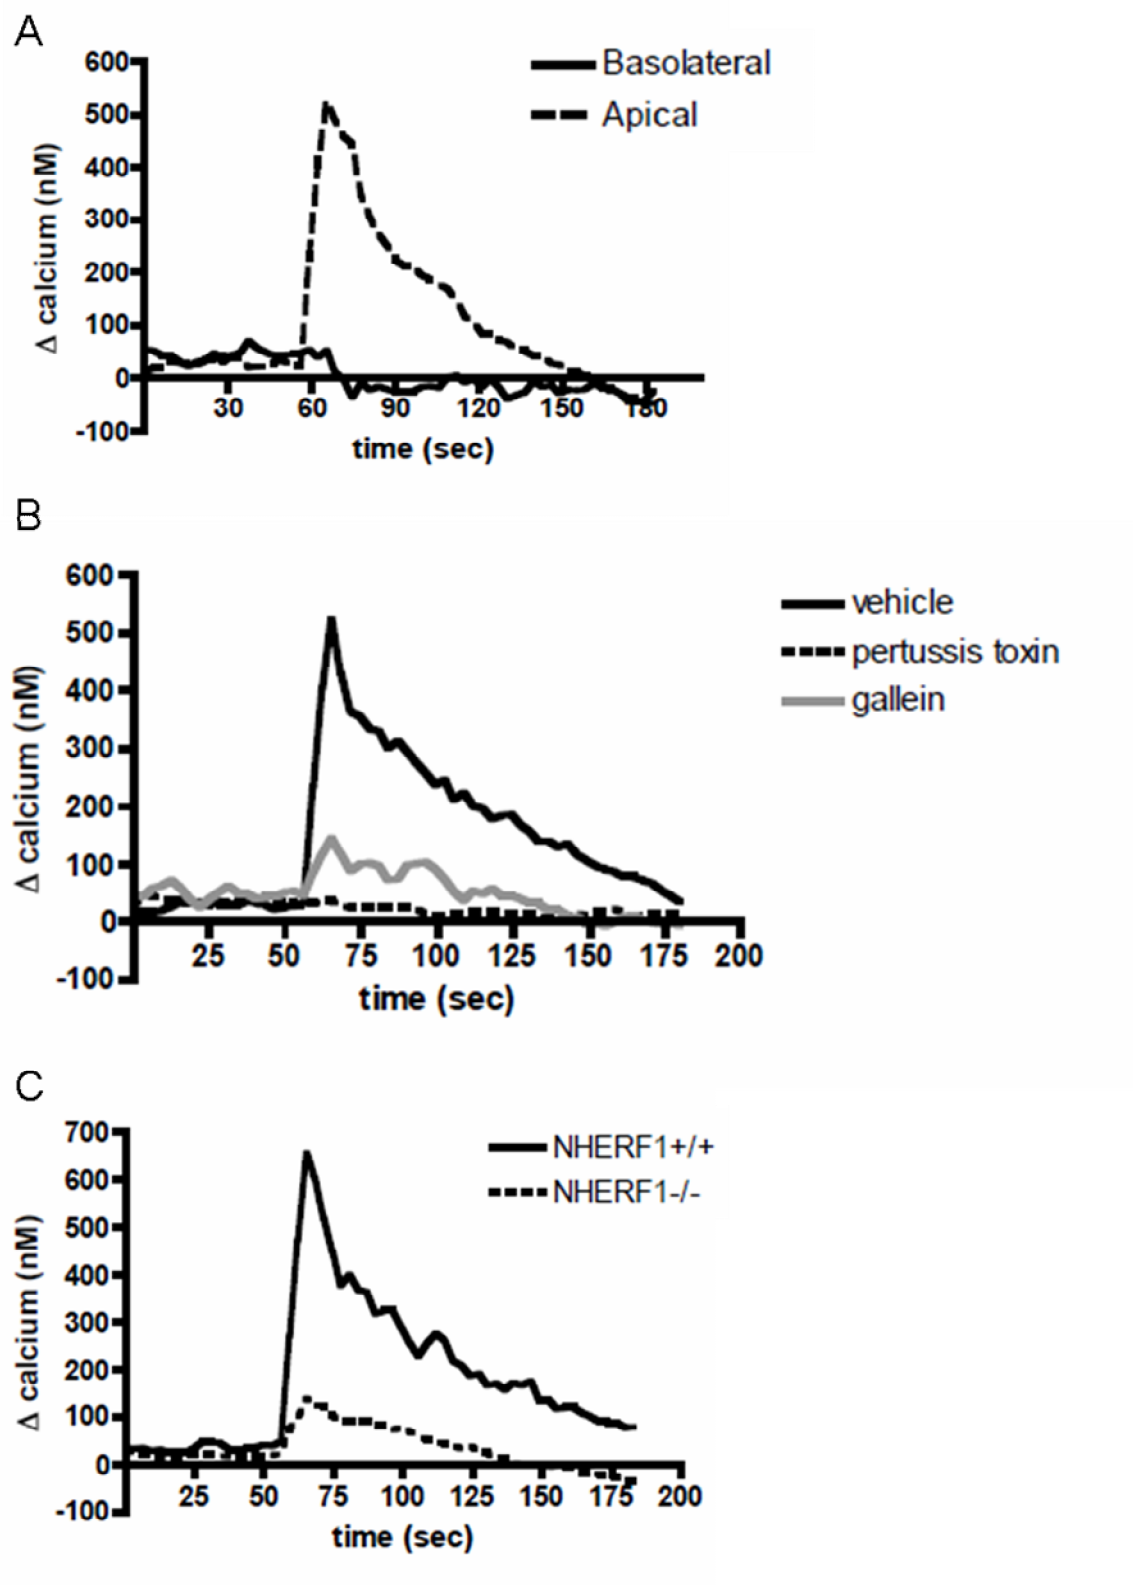 A
600
500
400
300
200
100
0
-100
Δ calcium (nM)
Basolateral
Apical
30 60 90 120 150 180
time (sec)
B
600
500
400
300
200
100
0
-100
Δ calcium (nM)
vehicle
pertussis toxin
gallein
25 50 75 100 125 150 175 200
time (sec)
C
700
600
500
400
300
200
100
0
-100
Δ calcium (nM)
NHERF1+/+
NHERF1-/-
25 50 75 100 125 150 175 200
time (sec)